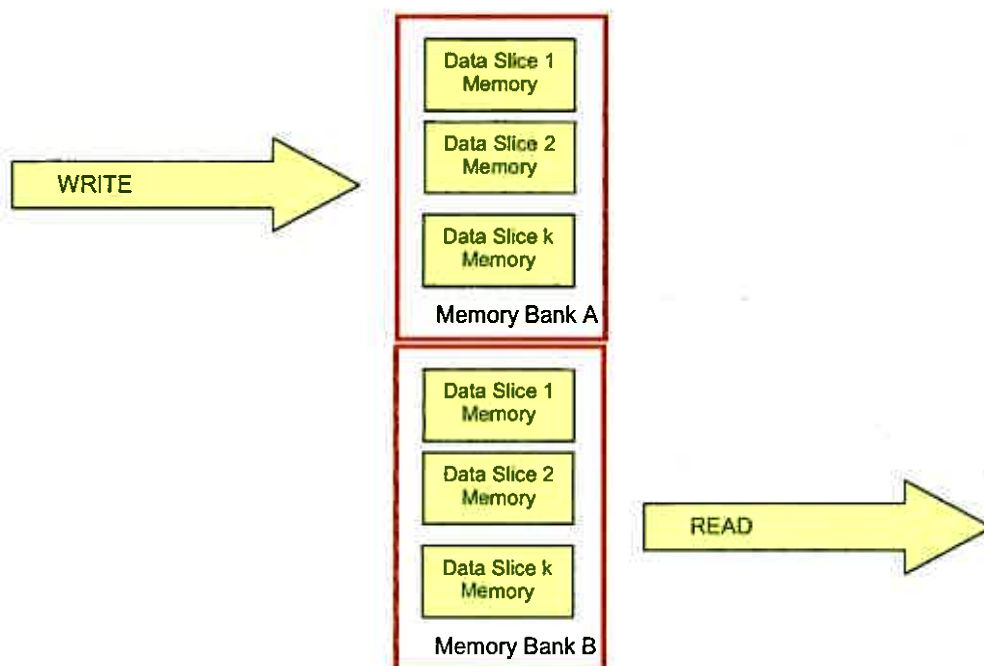 Data Slice 1
Memory
Data Slice 2
Memory
WRITE
Data Slice k
Memory
Memory Bank A
Data Slice 1
Memory
Data Slice 2
Memory
READ
Data Slice k
Memory
Memory Bank B